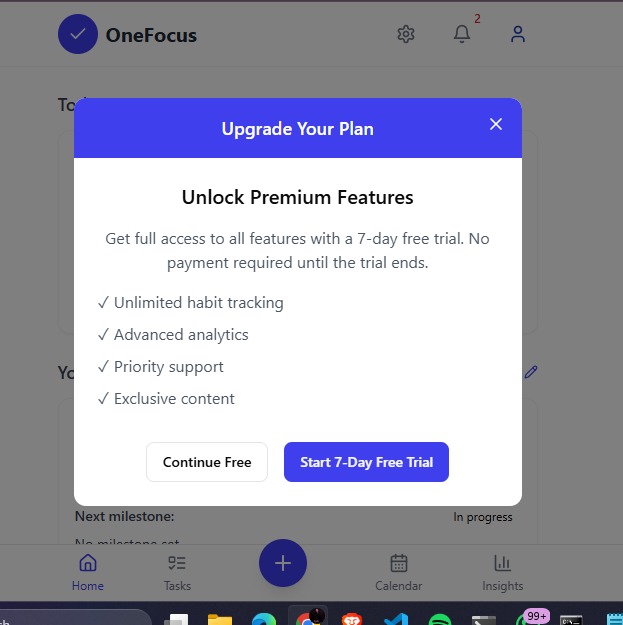 OneFocus
2
To
Upgrade Your Plan
Unlock Premium Features
Get full access to all features with a 7-day free trial. No
payment required until the trial ends.
✓ Unlimited habit tracking
✓ Advanced analytics
✓ Priority support
✓ Exclusive content
Yo
Continue Free
Start 7-Day Free Trial
Next milestone:
In progress
No milestone set
Home
Tasks
Calendar
Insights
99+